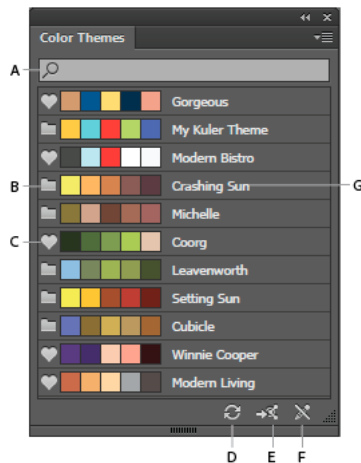 Color Themes
A
Gorgeous
My Kuler Theme
Modern Bistro
B
Crashing Sun
G
Michelle
C
Coorg
Leavenworth
Setting Sun
Cubicle
Winnie Cooper
Modern Living
D E F